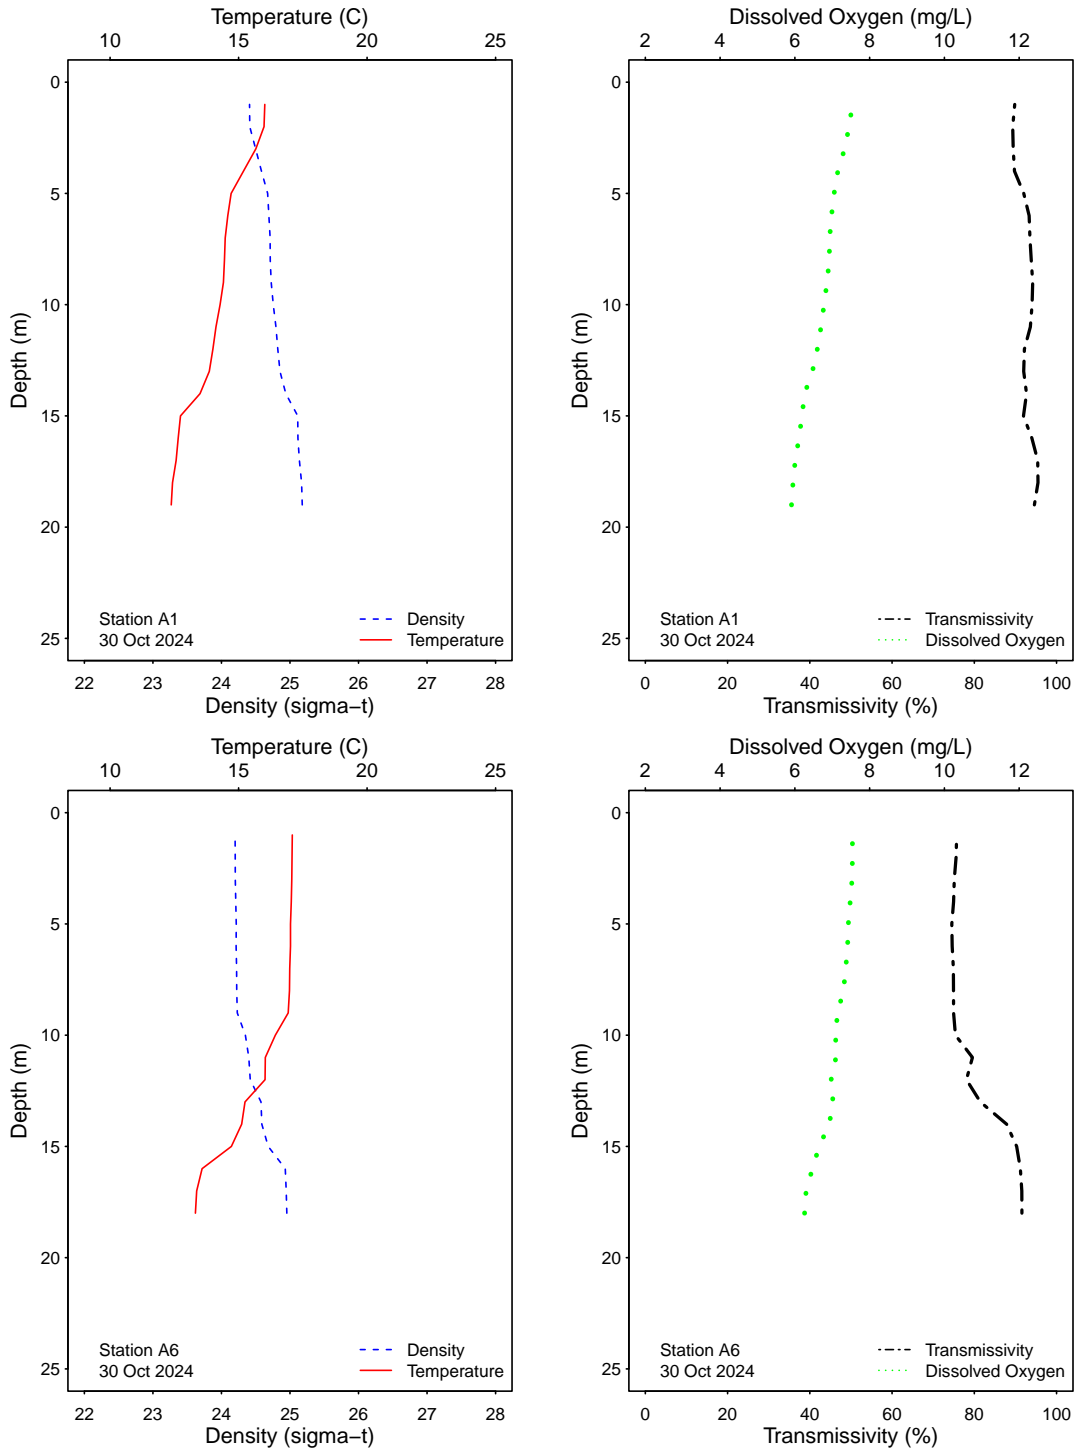 Temperature (C)
10 15 20 25
0
5
10
15
20
25
Depth (m)
Station A1
30 Oct 2024
Density
Temperature
22 23 24 25 26 27 28
Density (sigma−t)
Dissolved Oxygen (mg/L)
2 4 6 8 10 12
0
5
10
15
20
25
Depth (m)
Station A1
30 Oct 2024
Transmissivity
Dissolved Oxygen
0 20 40 60 80 100
Transmissivity (%)
Temperature (C)
10 15 20 25
0
5
10
15
20
25
Depth (m)
Station A6
30 Oct 2024
Density
Temperature
22 23 24 25 26 27 28
Density (sigma−t)
Dissolved Oxygen (mg/L)
2 4 6 8 10 12
0
5
10
15
20
25
Depth (m)
Station A6
30 Oct 2024
Transmissivity
Dissolved Oxygen
0 20 40 60 80 100
Transmissivity (%)